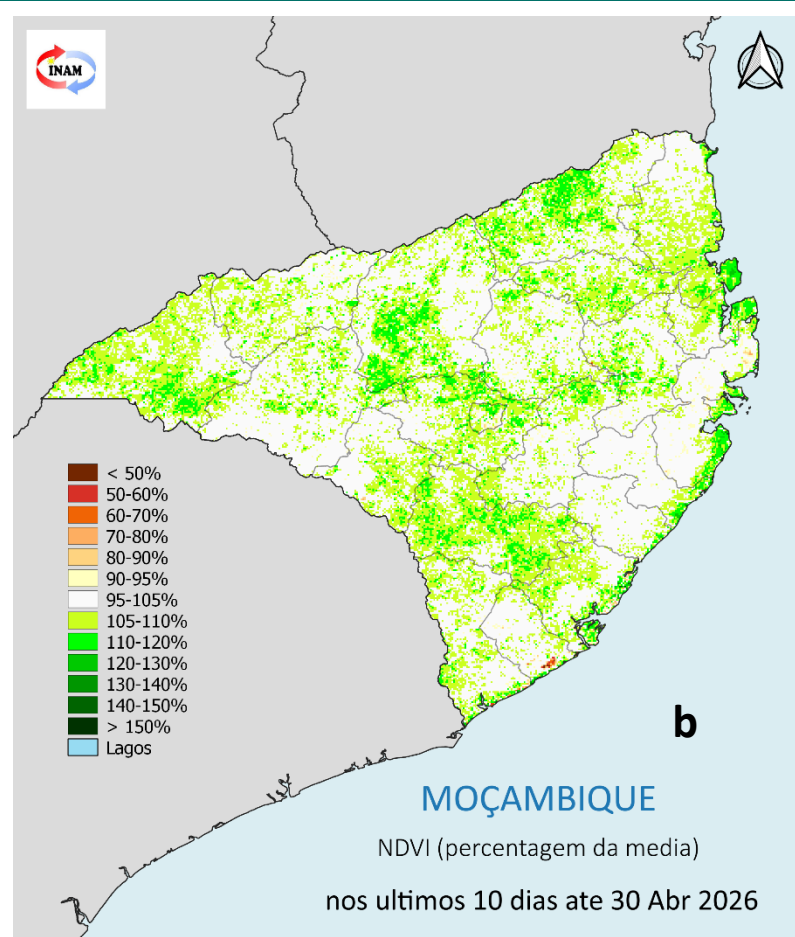 INAM
< 50%
50-60%
60-70%
70-80%
80-90%
90-95%
95-105%
105-110%
110-120%
120-130%
130-140%
140-150%
> 150%
Lagos
b
MOÇAMBIQUE
NDVI (percentagem da media)
nos ultimos 10 dias ate 30 Abr 2026